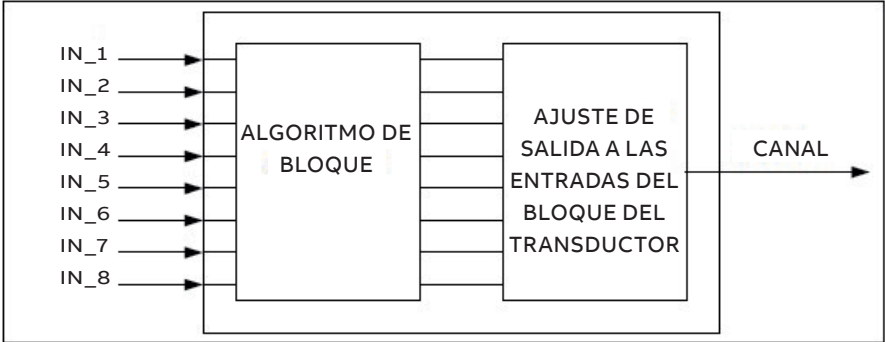 IN_1
IN_2
IN_3
IN_4
IN_5
IN_6
IN_7
IN_8
ALGORITMO DE
BLOQUE
AJUSTE DE
SALIDA A LAS
ENTRADAS DEL
BLOQUE DEL
TRANSDUCTOR
CANAL